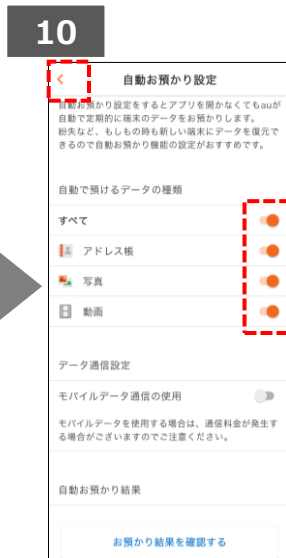 10
自動お預かり設定
自動お預かり設定をするとアプリを開かなくてもauが
自動で定期的に端末のデータをお預かりします。
紛失など、もしもの時も新しい端末にデータを復元で
きるので自動お預かり機能の設定がおすすめです。
自動で預けるデータの種類
すべて
アドレス帳
写真
動画
データ通信設定
モバイルデータ通信の使用
モバイルデータを使用する場合は、通信料金が発生す
る場合がございますのでご注意ください。
自動お預かり結果
お預かり結果を確認する